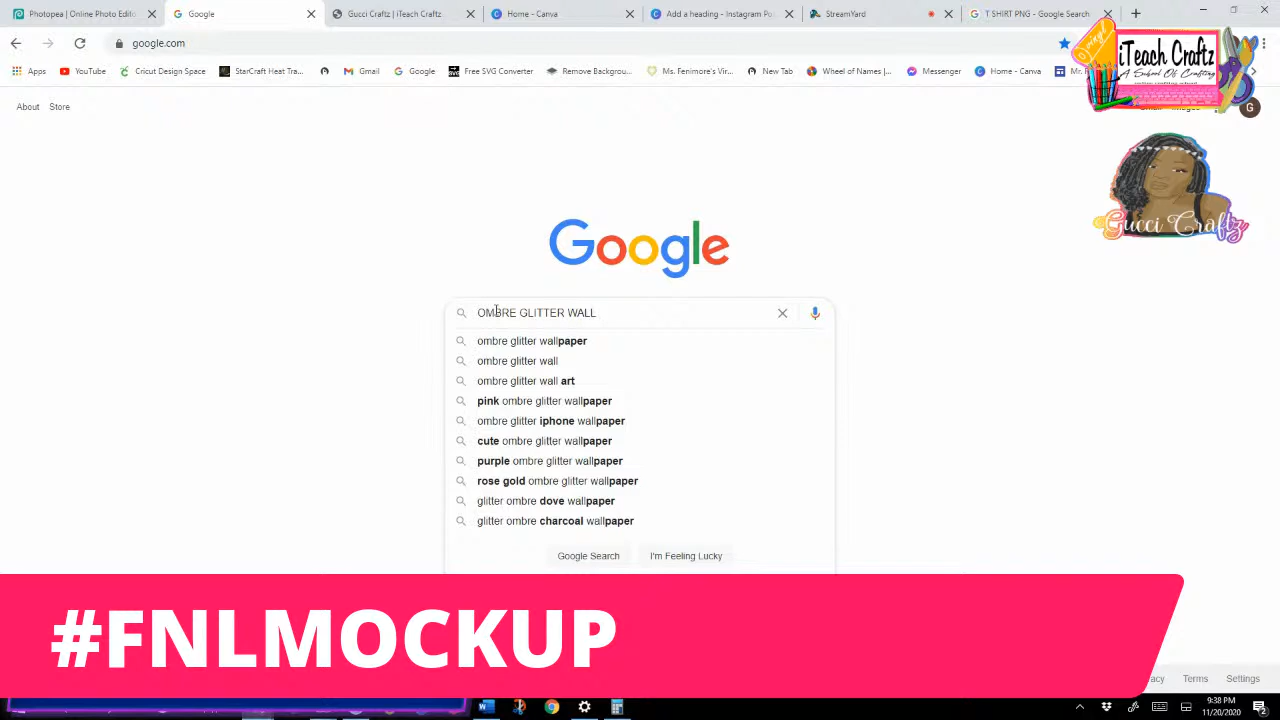 Photopea | Online Photo Edit
Google
Gucci Craftz | Teach Craftz
Home - Canva
Add a heading - Instagram Po
StreamYard
T SHIRT PNG - Google Search
google.com
Apps
YouTube
Cricut Design Space
StarCraft Heat Tra...
Gmail
Google
Free SVG Converter
Remove Backgrou...
Ms. Fenimore's Vir...
New Tab
Wheel of Names |...
Messenger
Home - Canva
vinyl
iTeach Craftz
A School Of Crafting
About
Store
G
Gucci Craftz
Google
OMBRE GLITTER WALL
ombre glitter wallpaper
ombre glitter wall
ombre glitter wall art
pink ombre glitter wallpaper
ombre glitter iphone wallpaper
cute ombre glitter wallpaper
purple ombre glitter wallpaper
rose gold ombre glitter wallpaper
glitter ombre dove wallpaper
glitter ombre charcoal wallpaper
Google Search
I'm Feeling Lucky
#FNLMOCKUP
Terms
Settings
9:38 PM
11/20/2020